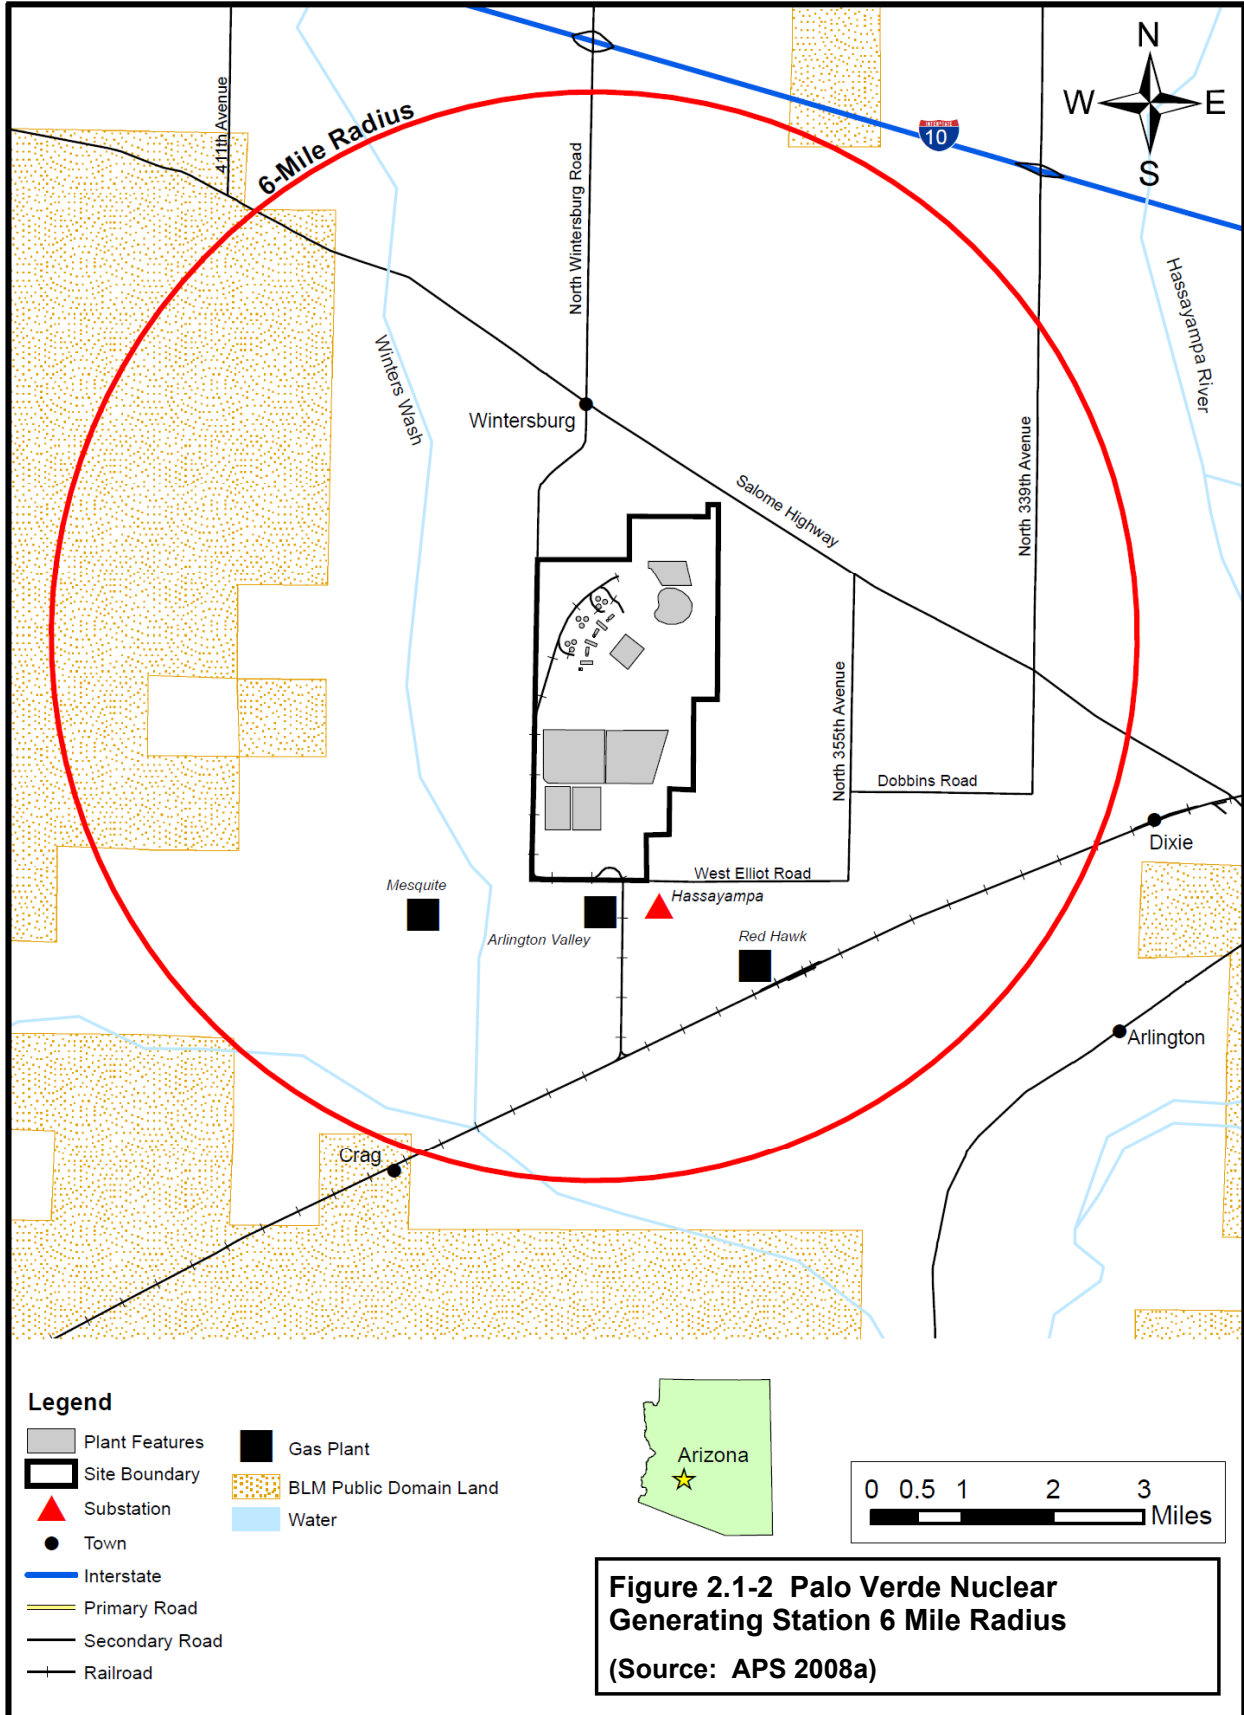 N
W
E
S
411th Avenue
6-Mile Radius
North Wintersburg Road
INTERSTATE
10
Hassayampa River
Winters Wash
Wintersburg
Salome Highway
North 339th Avenue
North 355th Avenue
Dobbins Road
Dixie
West Elliot Road
Mesquite
Hassayampa
Arlington Valley
Red Hawk
Arlington
Crag
Legend
Plant Features
Site Boundary
Substation
Town
Interstate
Primary Road
Secondary Road
Railroad
Gas Plant
BLM Public Domain Land
Water
Arizona
0 0.5 1 2 3
Miles
Figure 2.1-2 Palo Verde Nuclear
Generating Station 6 Mile Radius
(Source: APS 2008a)